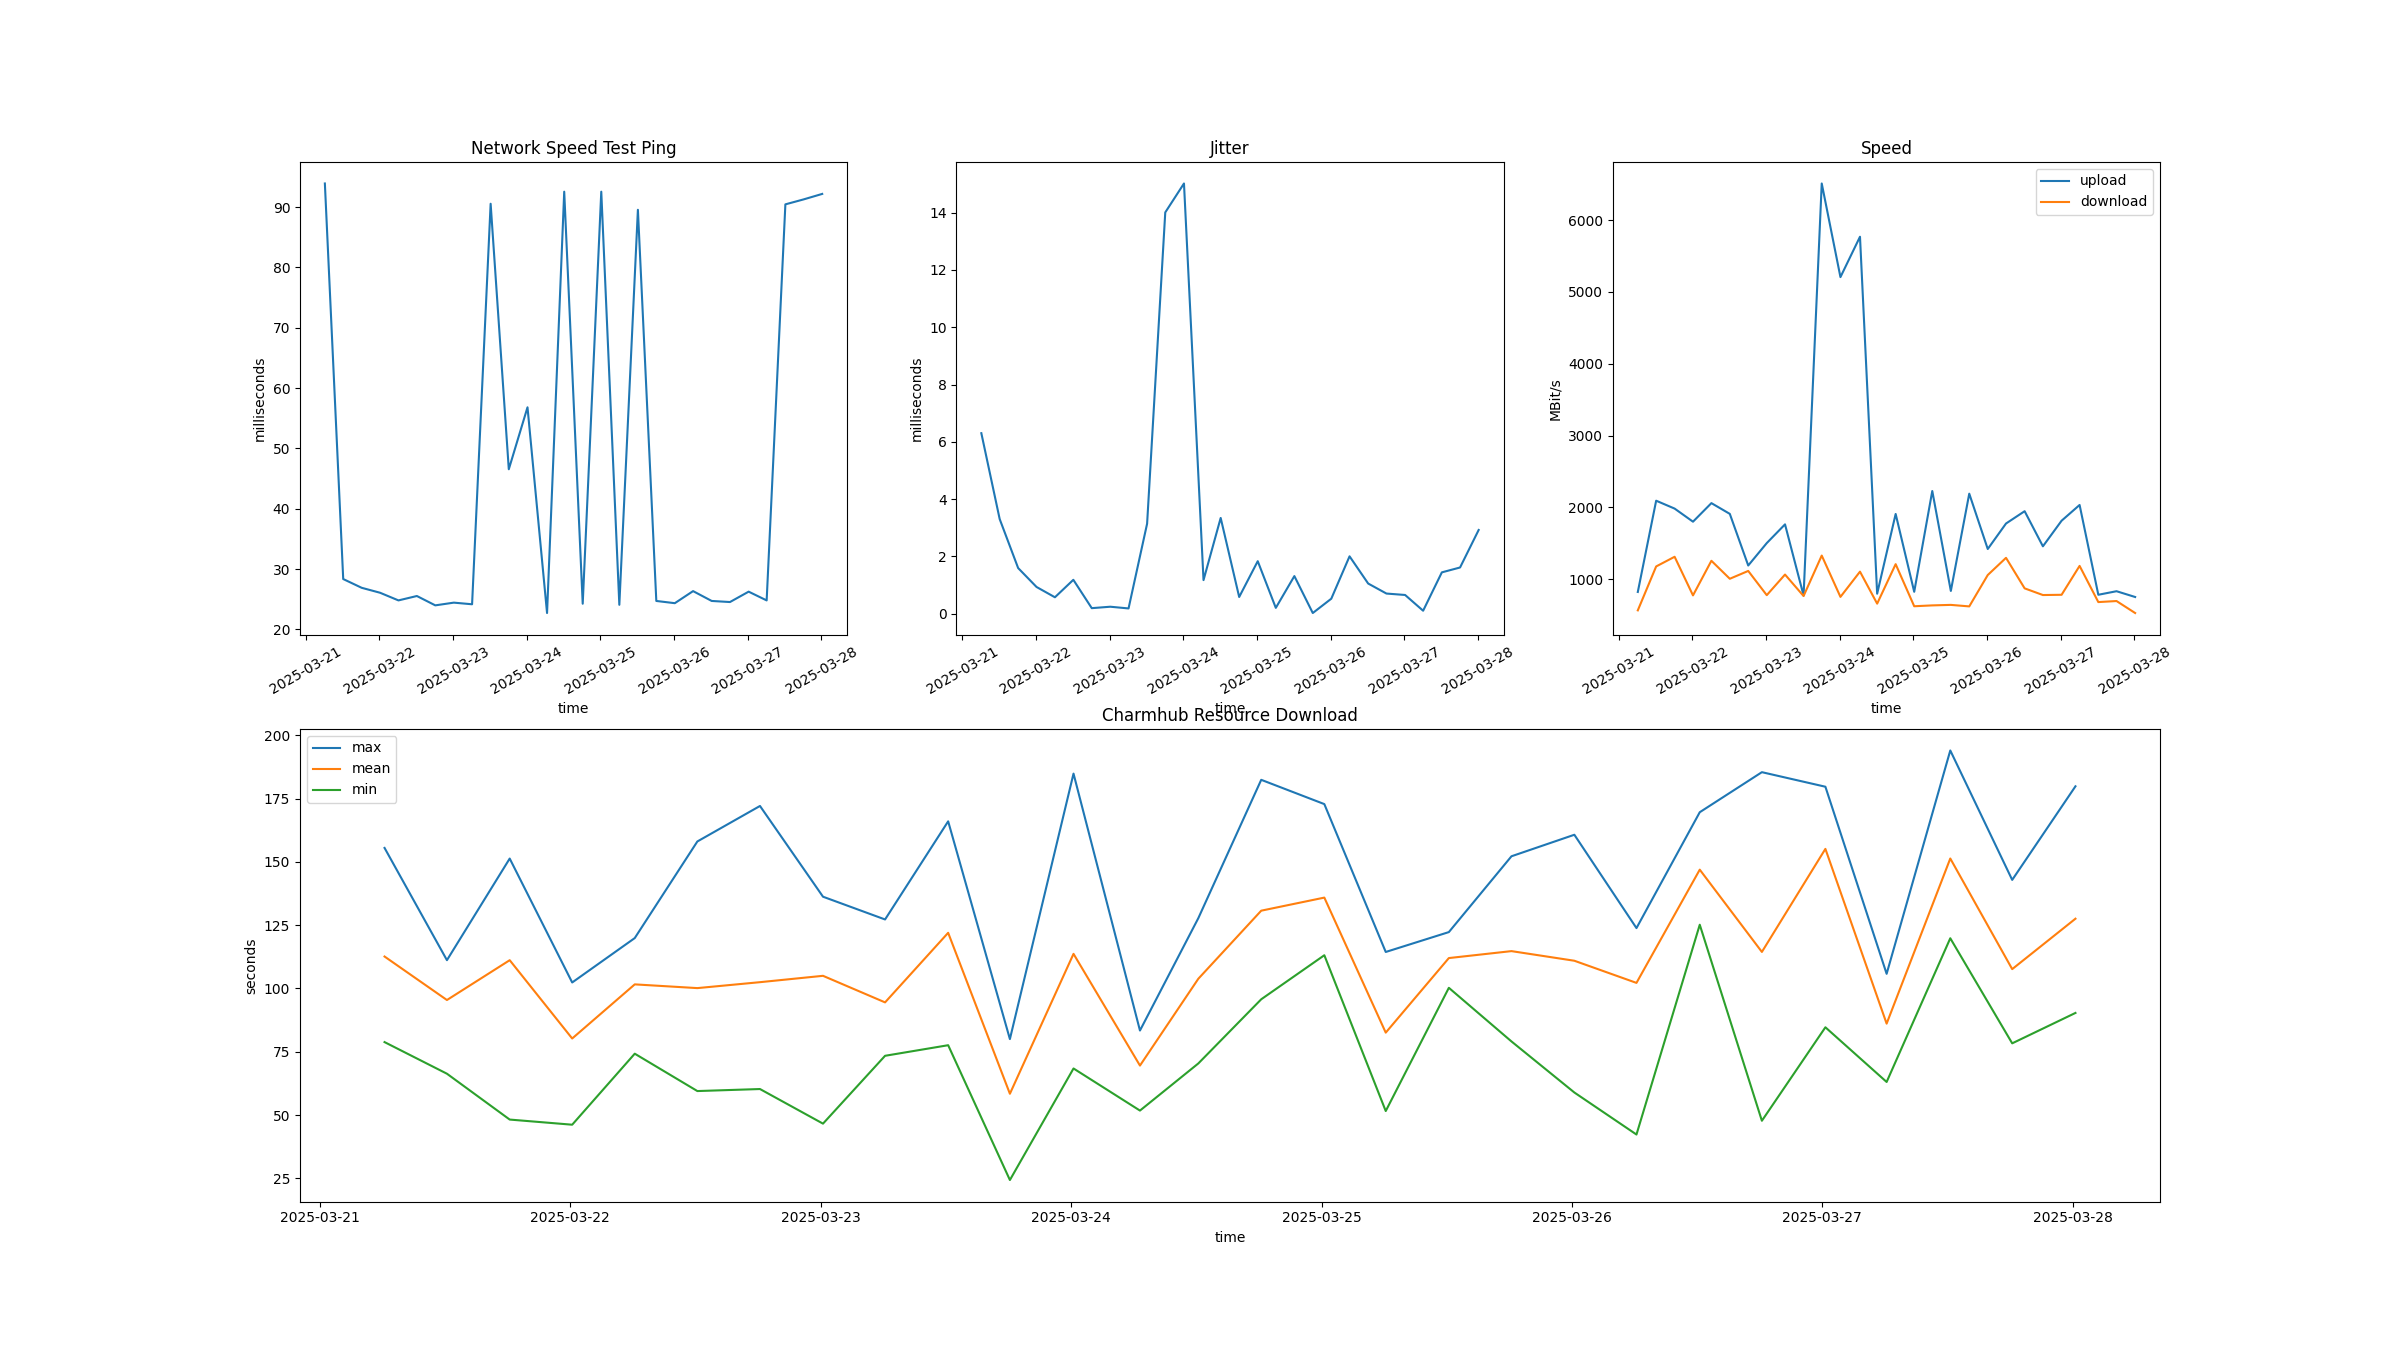 Network Speed Test Ping
milliseconds
90
80
70
60
50
40
30
20
2025-03-21 2025-03-22 2025-03-23 2025-03-24 2025-03-25 2025-03-26 2025-03-27 2025-03-28
time
Jitter
milliseconds
14
12
10
8
6
4
2
0
2025-03-21 2025-03-22 2025-03-23 2025-03-24 2025-03-25 2025-03-26 2025-03-27 2025-03-28
time
Speed
MBit/s
upload
download
6000
5000
4000
3000
2000
1000
2025-03-21 2025-03-22 2025-03-23 2025-03-24 2025-03-25 2025-03-26 2025-03-27 2025-03-28
time
Charmhub Resource Download
seconds
max
mean
min
200
175
150
125
100
75
50
25
2025-03-21 2025-03-22 2025-03-23 2025-03-24 2025-03-25 2025-03-26 2025-03-27 2025-03-28
time